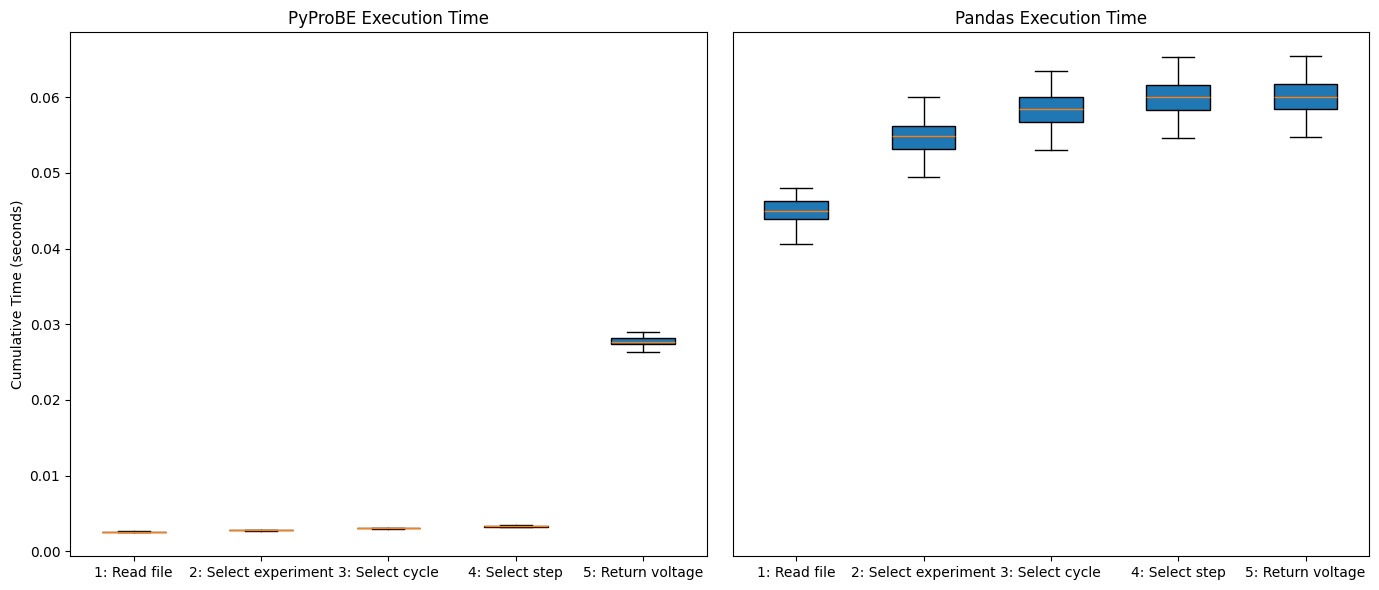 PyProBE Execution Time
Pandas Execution Time
Cumulative Time (seconds)
0.06
0.05
0.04
0.03
0.02
0.01
0.00
1: Read file
2: Select experiment
3: Select cycle
4: Select step
5: Return voltage
1: Read file
2: Select experiment
3: Select cycle
4: Select step
5: Return voltage